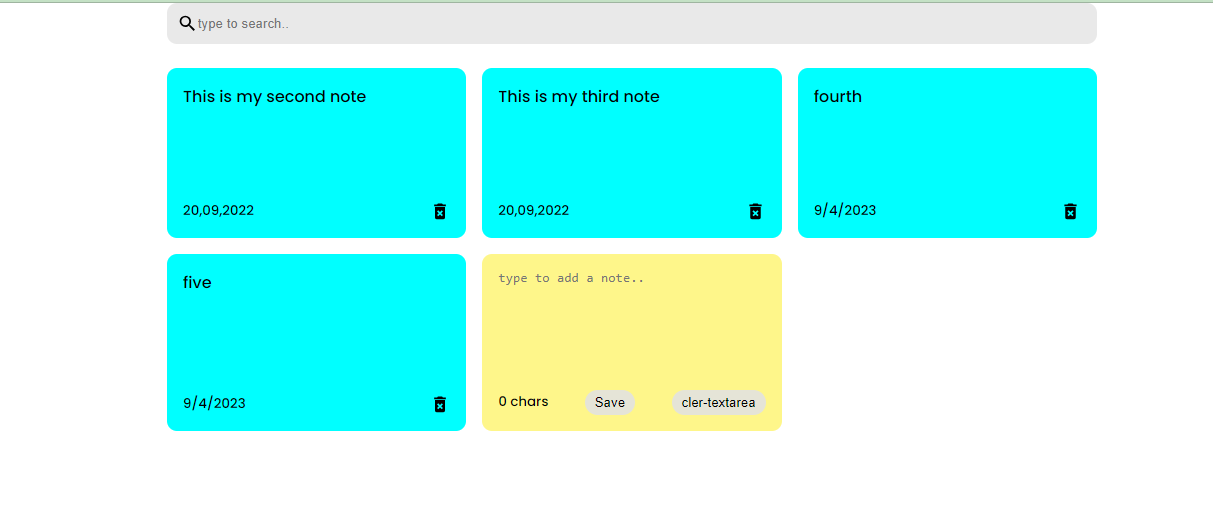 type to search..
This is my second note
This is my third note
fourth
20,09,2022
20,09,2022
9/4/2023
five
type to add a note..
9/4/2023
0 chars
Save
cler-textarea